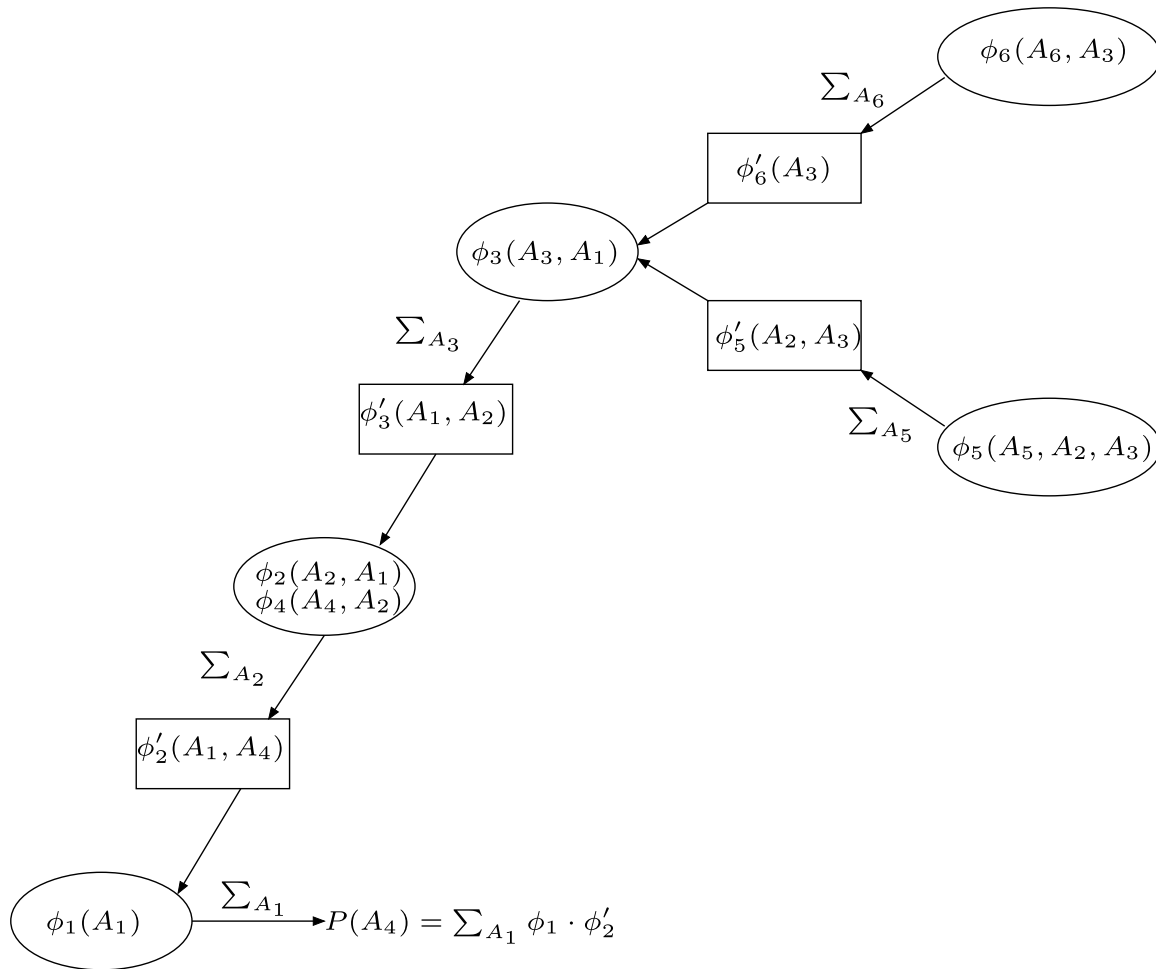 ϕ₆(A₆, A₃)
∑_{A₆}
ϕ′₆(A₃)
ϕ₃(A₃, A₁)
∑_{A₃}
ϕ′₅(A₂, A₃)
ϕ′₃(A₁, A₂)
∑_{A₅}
ϕ₅(A₅, A₂, A₃)
ϕ₂(A₂, A₁)
ϕ₄(A₄, A₂)
∑_{A₂}
ϕ′₂(A₁, A₄)
ϕ₁(A₁)
∑_{A₁}
P(A₄) = ∑_{A₁} ϕ₁ · ϕ′₂